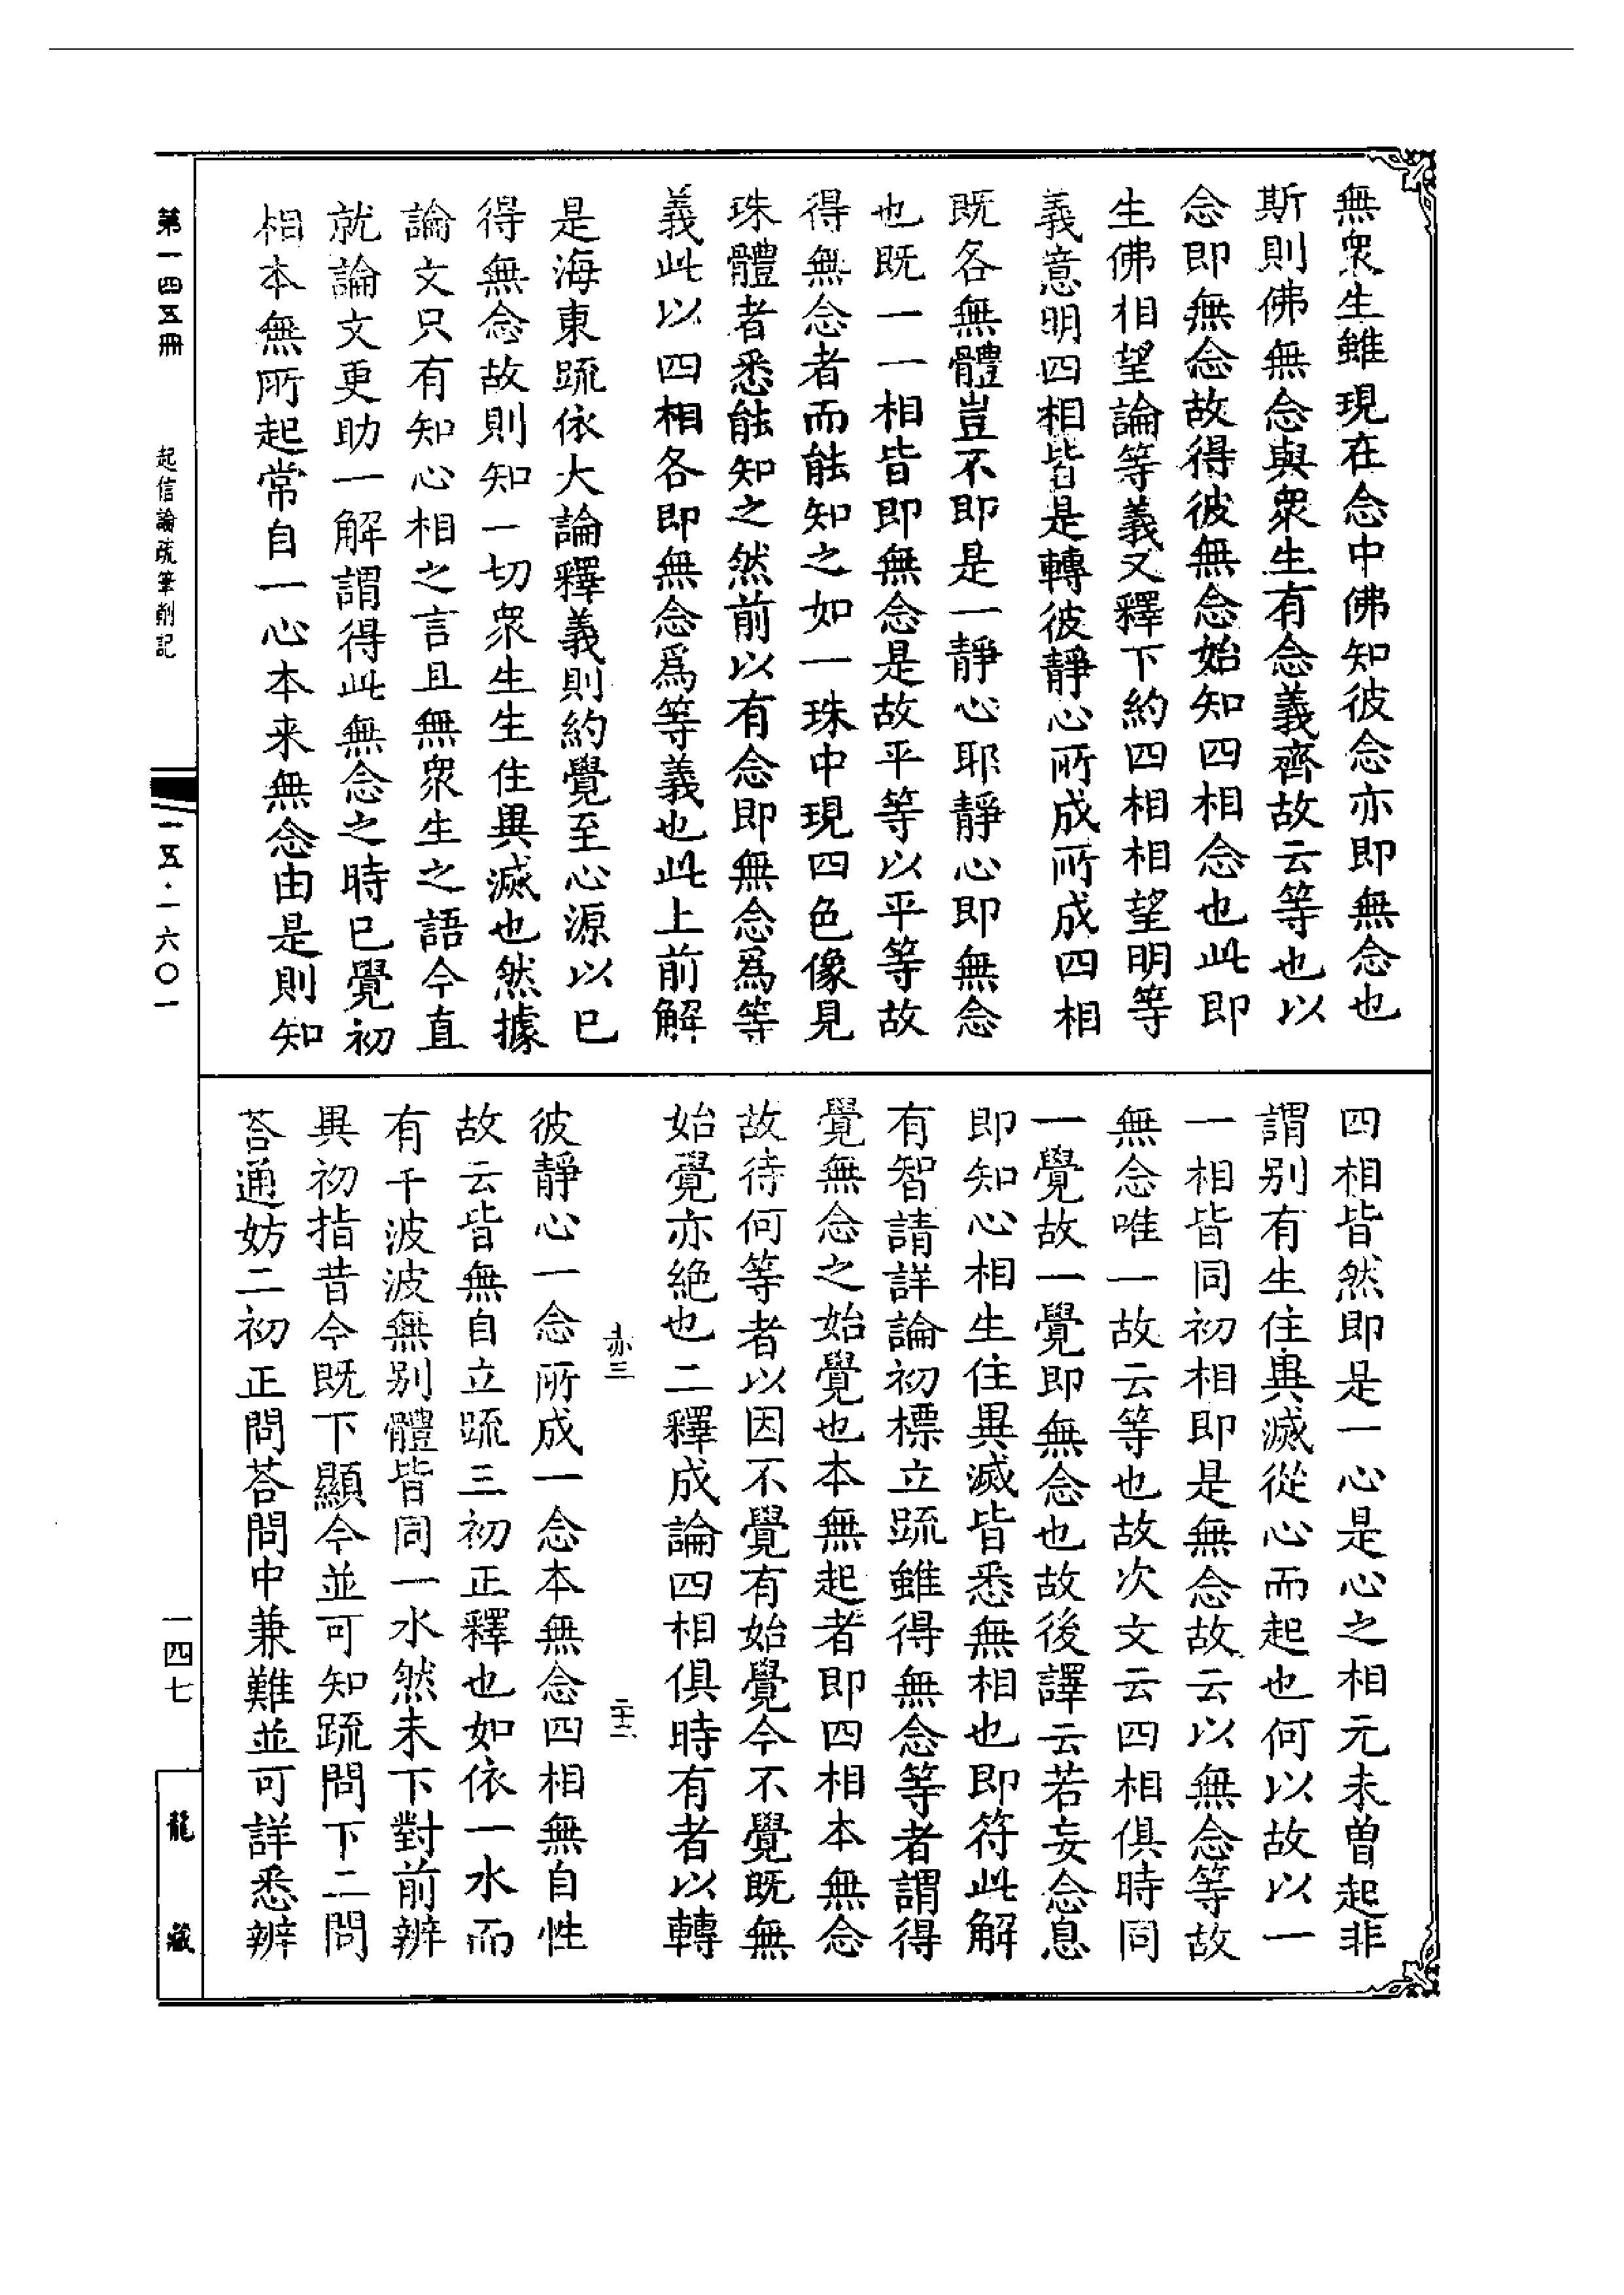 無衆生雖現在念中佛知彼念亦即無念也
斯則佛無念與衆生有念義齊故云等也以
念即無念故得彼無念始知四相念也此即
生佛相望論等義又釋下約四相相望明等
義意明四相皆是轉彼靜心所成所成四相
既各無體豈不即是一靜心耶靜心即無念
也既一一相皆即無念是故平等以平等故
得無念者而能知之如一珠中現四色像見
珠體者悉能知之然前以有念即無念爲等
義此以四相各即無念爲等義也此上前解
是海東䟽依大論釋義則約覺至心源以已
得無念故則知一切衆生生住異滅也然據
論文只有知心相之言且無衆生之語今直
就論文更助一解謂得此無念之時已覺初
相本無所起常自一心本来無念由是則知
四相皆然即是一心是心之相元未曾起非
謂别有生住異滅從心而起也何以故以一
一相皆同初相即是無念故云以無念等故
無念唯一故云等也故次文云四相俱時同
一覺故一覺即無念也故後譯云若妄念息
即知心相生住異滅皆悉無相也即符此解
有智請詳論初標立䟽雖得無念等者謂得
覺無念之始覺也本無起者即四相本無念
故待何等者以因不覺有始覺今不覺既無
始覺亦絶也二釋成論四相俱時有者以轉
赤三 二十二
彼靜心一念所成一念本無念四相無自性
故云皆無自立䟽三初正釋也如依一水而
有千波波無别體皆同一水然未下對前辨
異初指昔今既下顯今並可知䟽問下二問
荅通妨二初正問荅問中兼難並可詳悉辨
第一四五冊
起信論疏筆削記
一五·一六〇一
一四七
龍藏